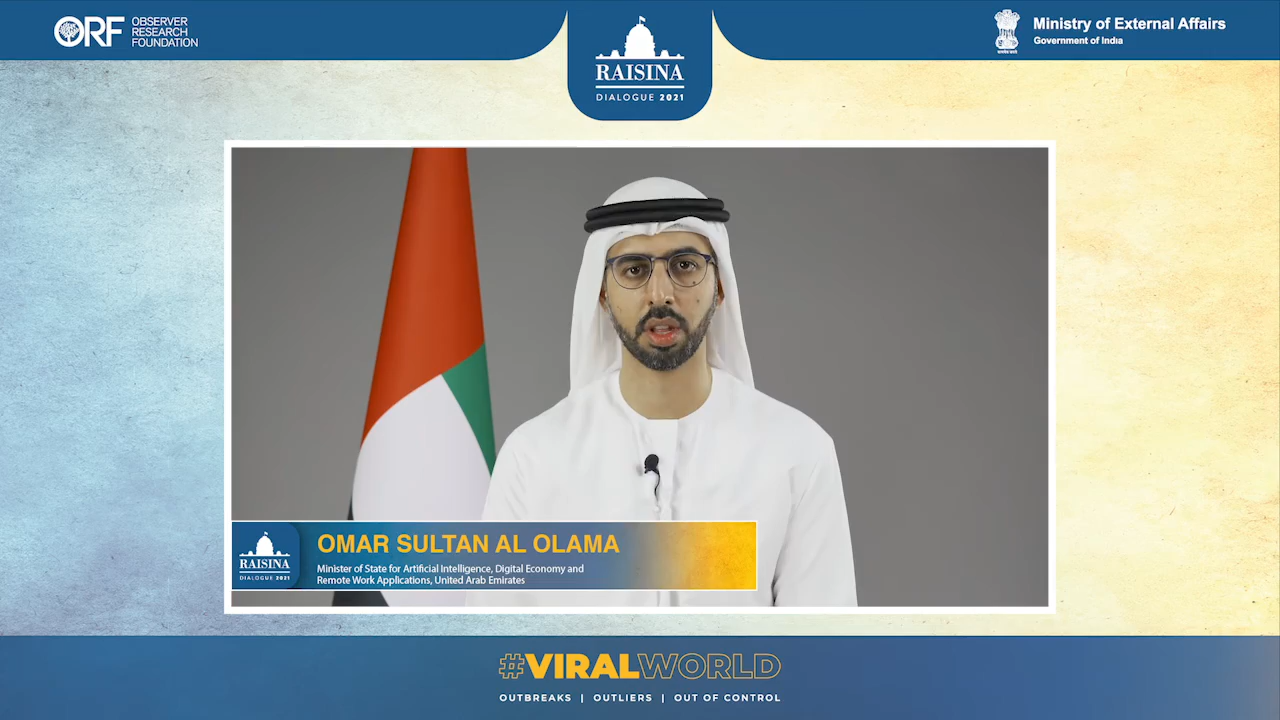 ORF
OBSERVER
RESEARCH
FOUNDATION
RAISINA
DIALOGUE 2021
Ministry of External Affairs
Government of India
RAISINA
DIALOGUE 2021
OMAR SULTAN AL OLAMA
Minister of State for Artificial Intelligence, Digital Economy and
Remote Work Applications, United Arab Emirates
#VIRALWORLD
OUTBREAKS | OUTLIERS | OUT OF CONTROL